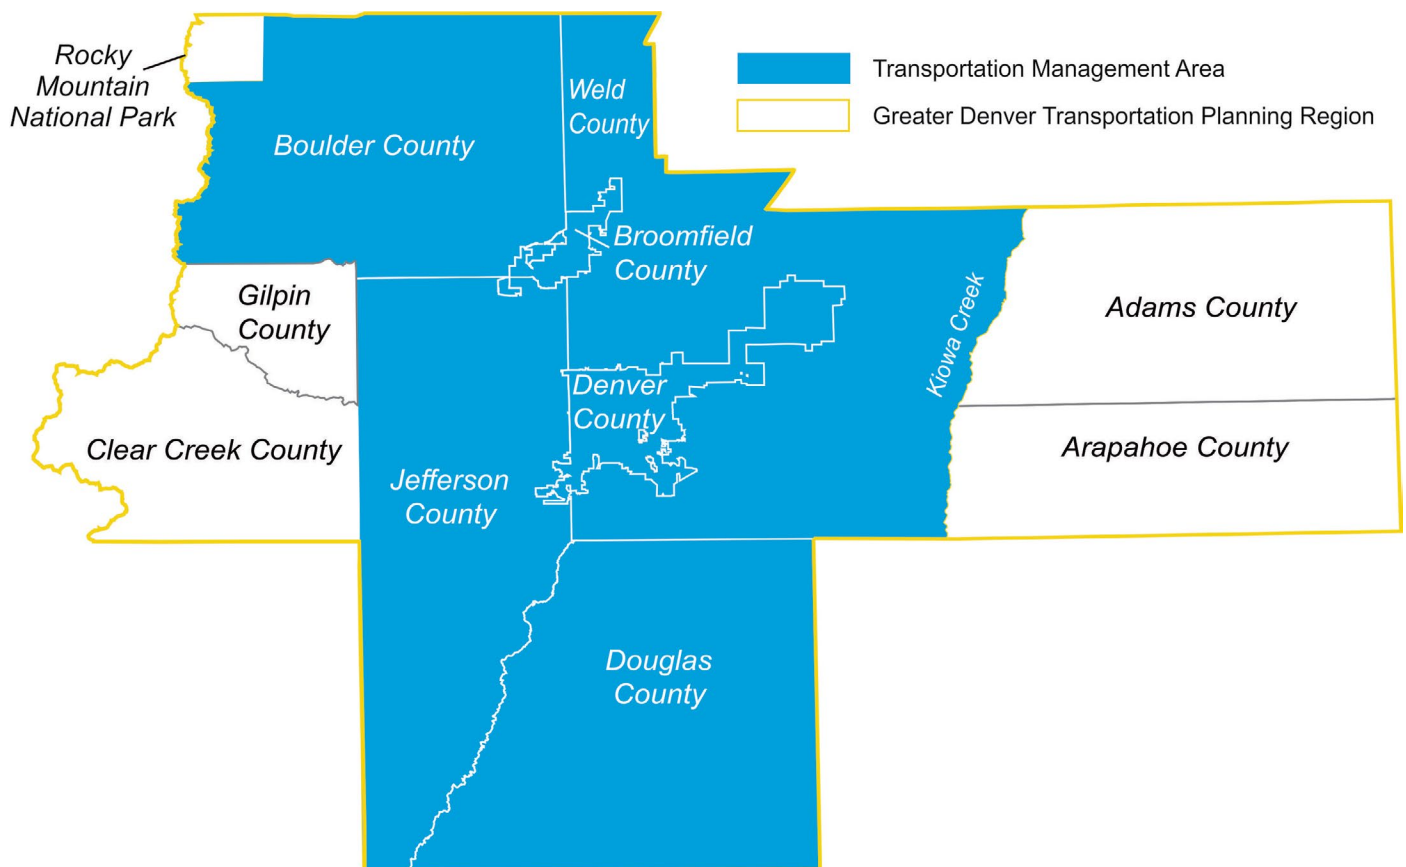 Rocky
Mountain
National Park
Boulder County
Weld
County
Transportation Management Area
Greater Denver Transportation Planning Region
Broomfield
County
Gilpin
County
Kiowa Creek
Adams County
Denver
County
Clear Creek County
Jefferson
County
Arapahoe County
Douglas
County